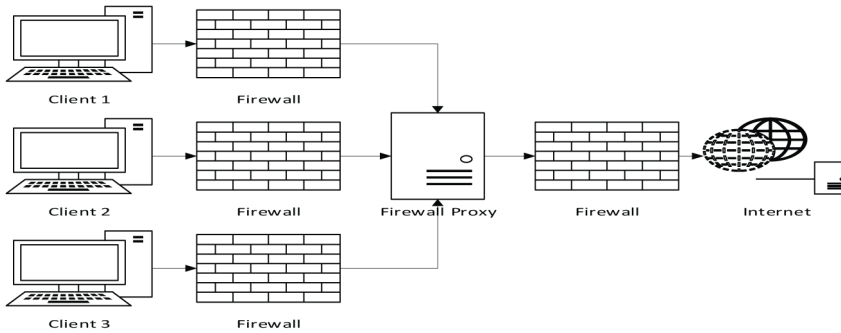 Client 1
Firewall
Client 2
Firewall
Firewall Proxy
Firewall
Internet
Client 3
Firewall